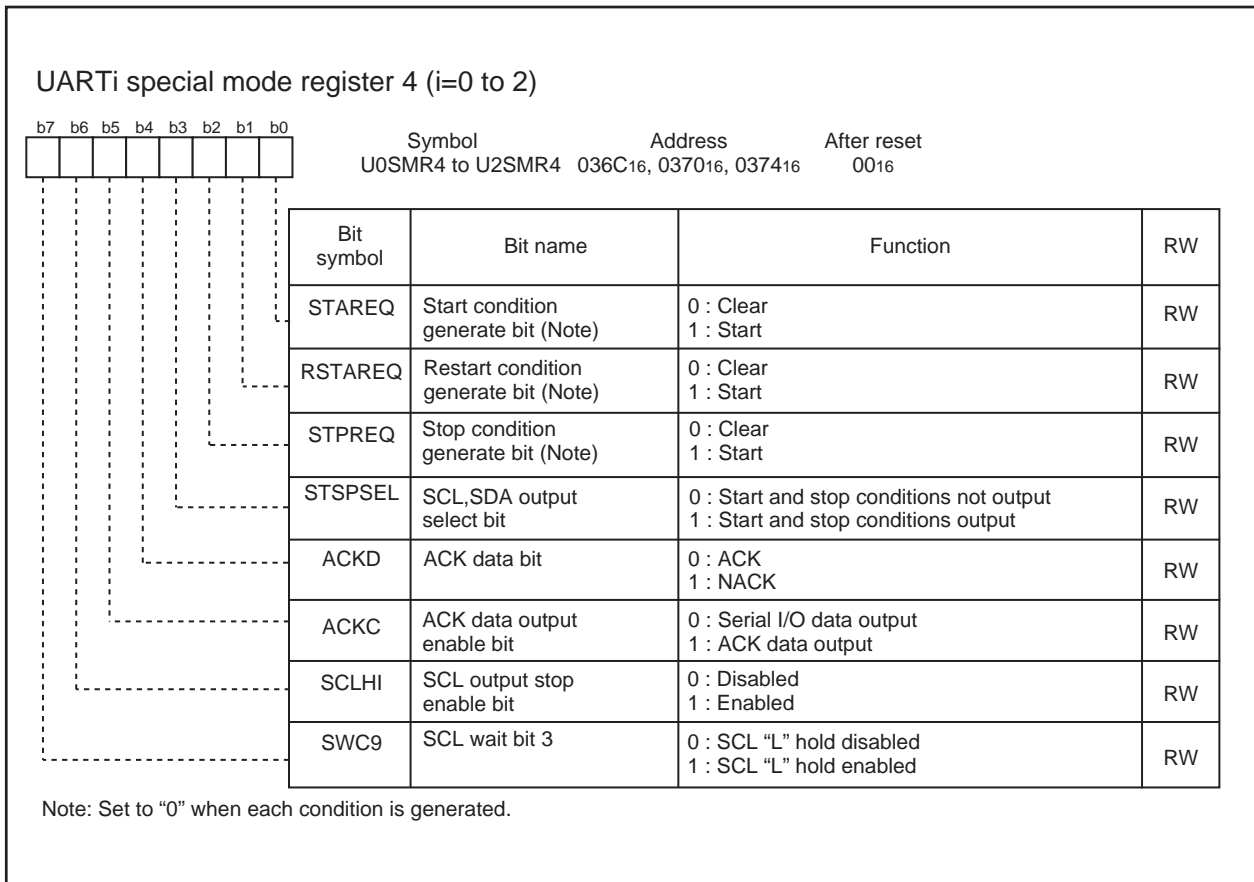 UARTi special mode register 4 (i=0 to 2)
b7 b6 b5 b4 b3 b2 b1 b0
Symbol Address After reset
U0SMR4 to U2SMR4 036C16, 037016, 037416 0016
Bit symbol Bit name Function RW
STAREQ Start condition generate bit (Note) 0 : Clear 1 : Start RW
RSTAREQ Restart condition generate bit (Note) 0 : Clear 1 : Start RW
STPREQ Stop condition generate bit (Note) 0 : Clear 1 : Start RW
STSPSEL SCL,SDA output select bit 0 : Start and stop conditions not output 1 : Start and stop conditions output RW
ACKD ACK data bit 0 : ACK 1 : NACK RW
ACKC ACK data output enable bit 0 : Serial I/O data output 1 : ACK data output RW
SCLHI SCL output stop enable bit 0 : Disabled 1 : Enabled RW
SWC9 SCL wait bit 3 0 : SCL “L” hold disabled 1 : SCL “L” hold enabled RW
Note: Set to “0” when each condition is generated.